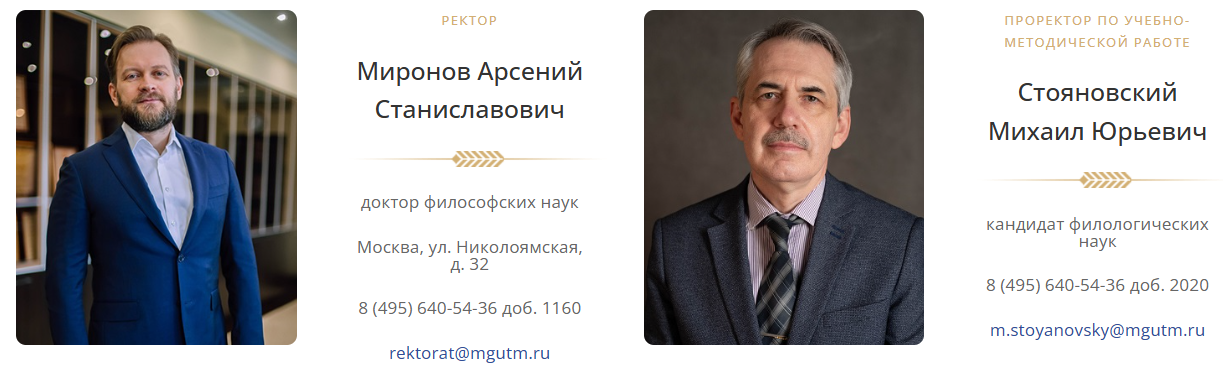 РЕКТОР
Миронов Арсений
Станиславович
доктор философских наук
Москва, ул. Николоямская,
д. 32
8 (495) 640-54-36 доб. 1160
rektorat@mgutm.ru
ПРОРЕКТОР ПО УЧЕБНО-
МЕТОДИЧЕСКОЙ РАБОТЕ
Стояновский
Михаил Юрьевич
кандидат филологических
наук
8 (495) 640-54-36 доб. 2020
m.stoyanovsky@mgutm.ru